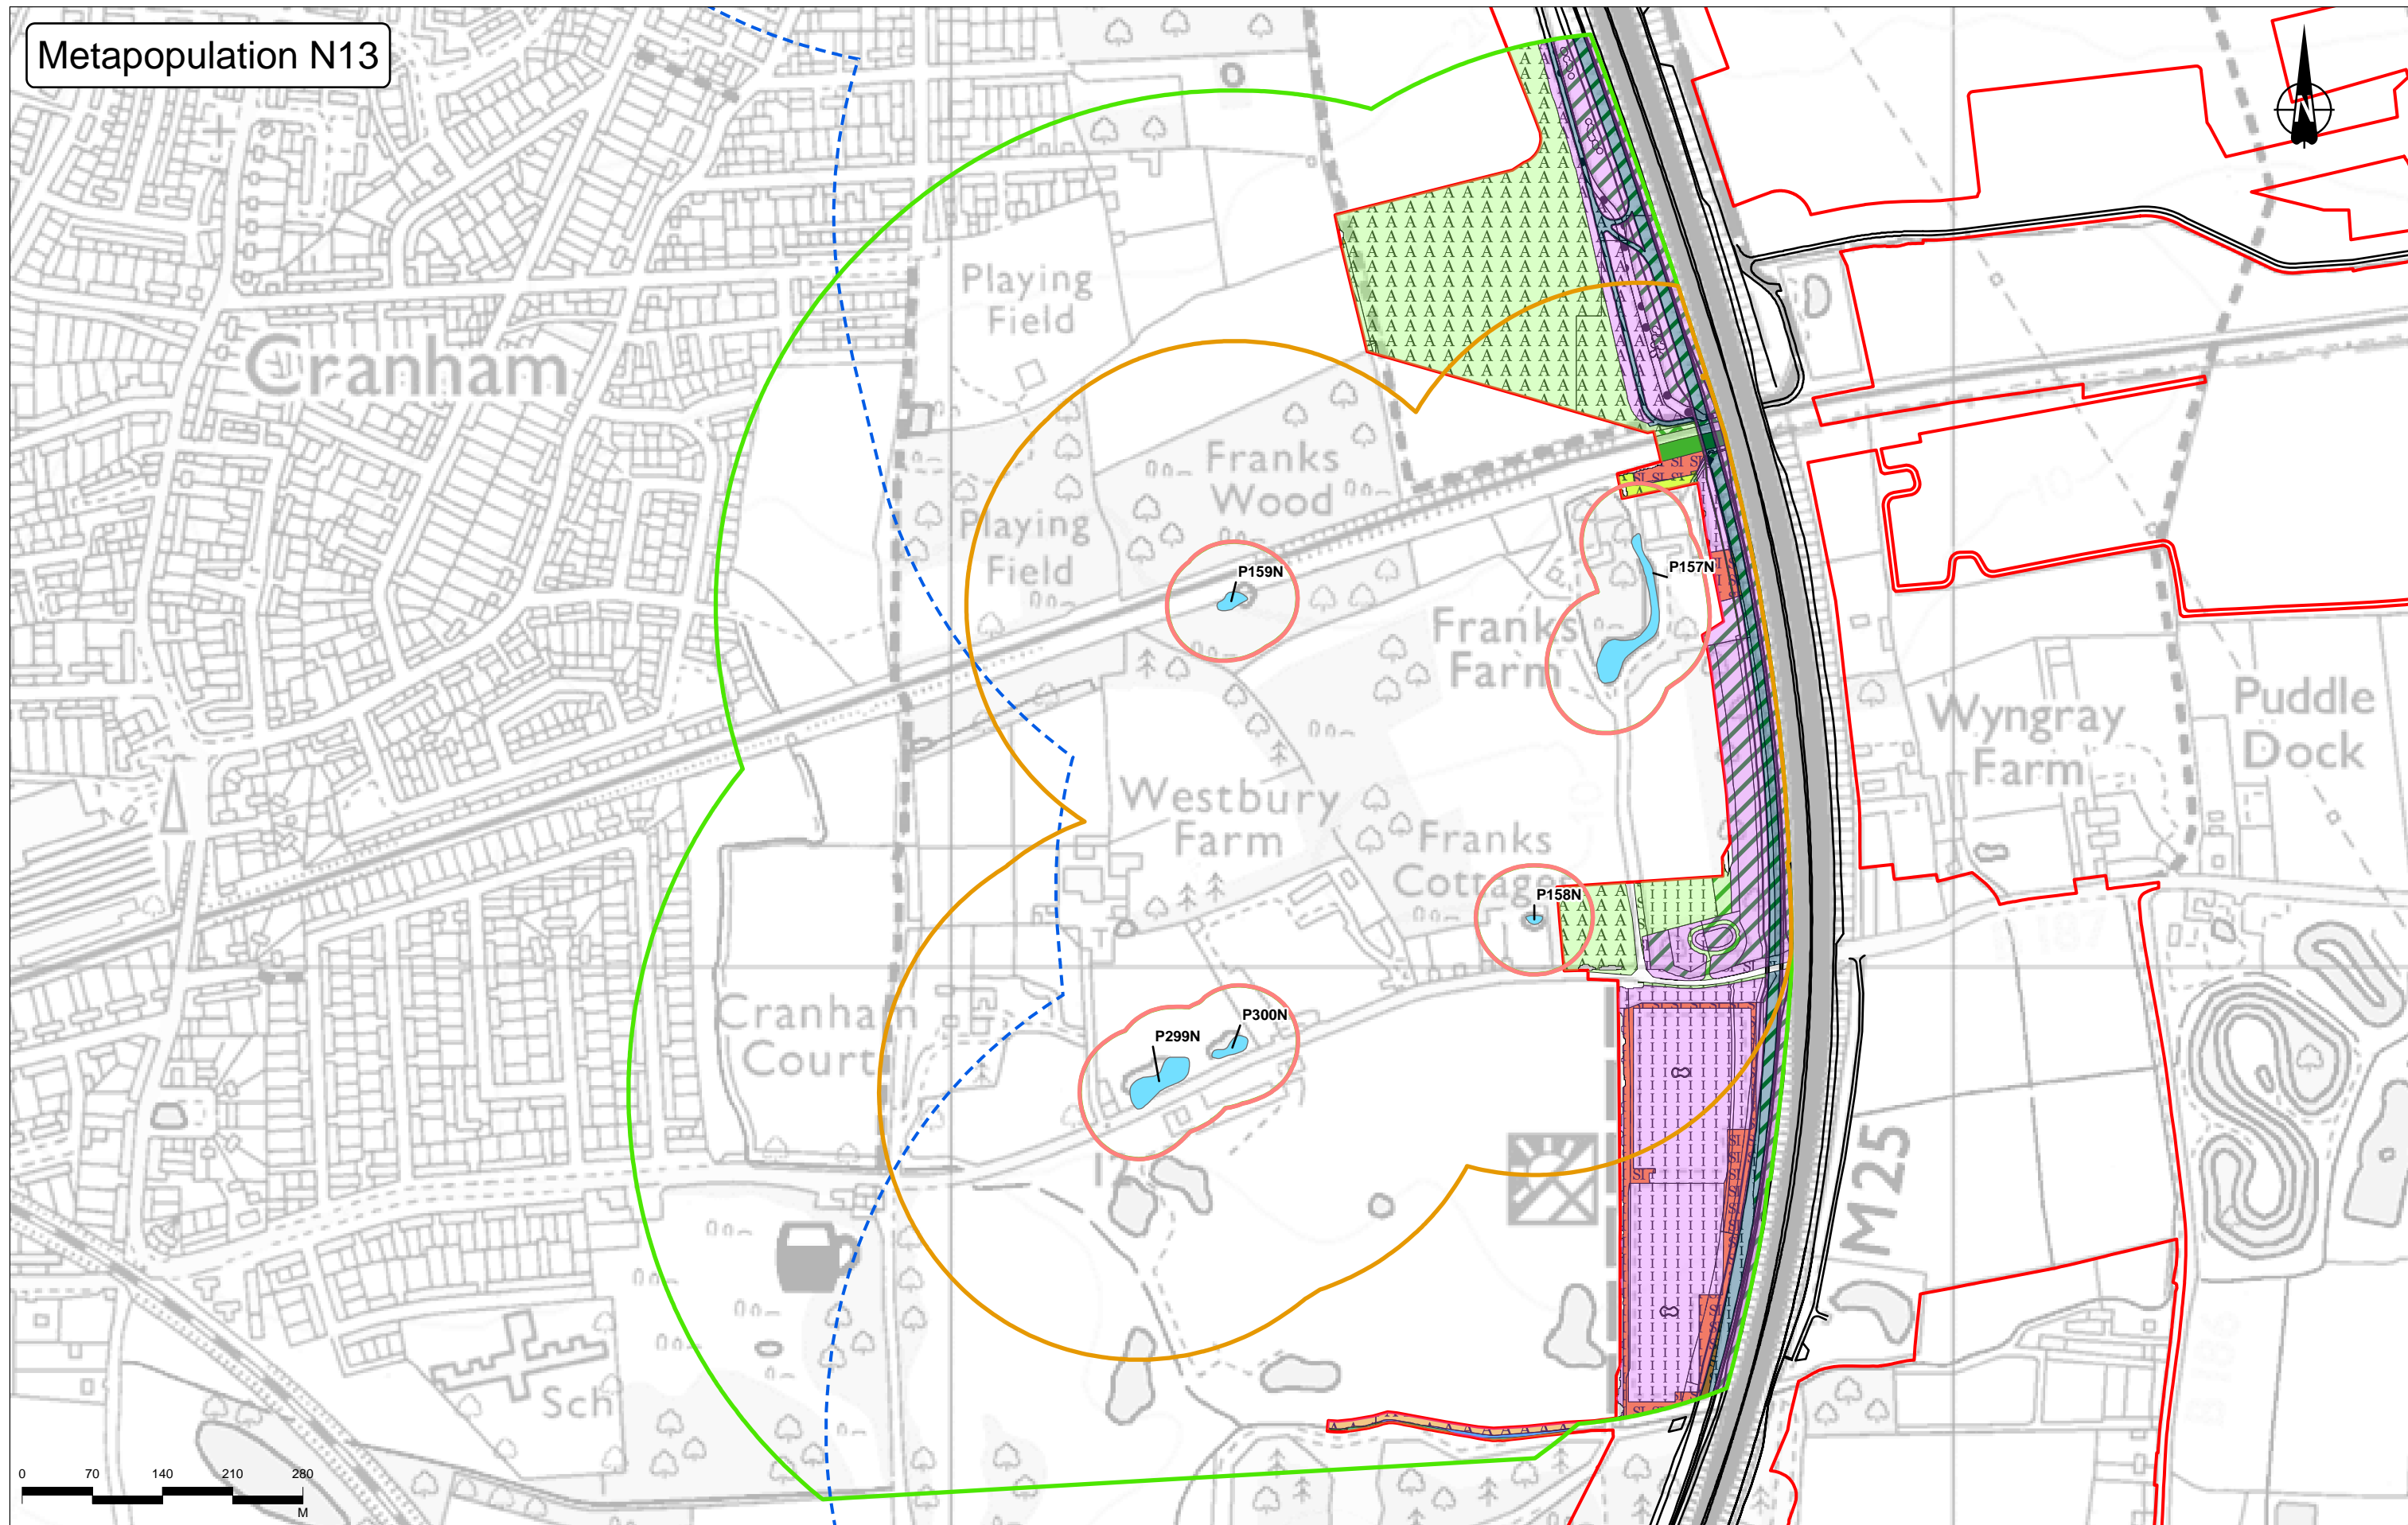 Metapopulation N13
Cranham
Playing
Field
Franks
Wood
Playing
Field
P159N
P157N
Franks
Farm
Westbury
Farm
Franks
Cottages
P158N
Wyngray
Farm
Puddle
Dock
Cranham
Court
P299N
P300N
M25
Sch
0 70 140 210 280
M